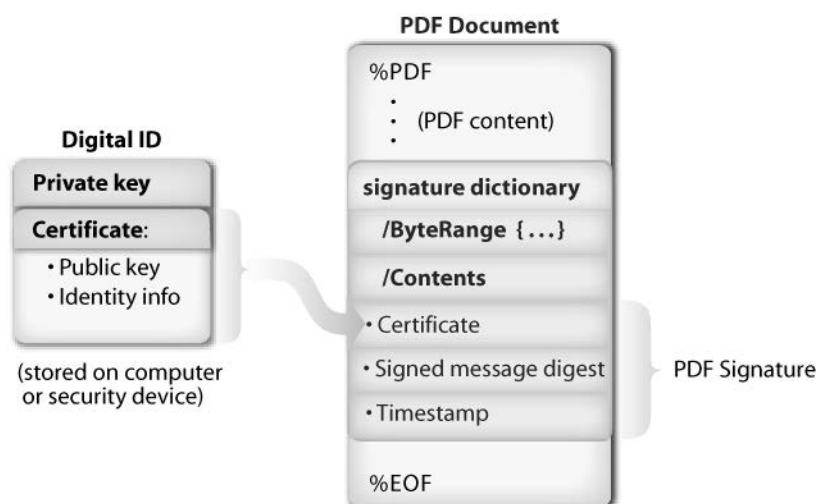 PDF Document
%PDF
(PDF content)
Digital ID
Private key
Certificate:
• Public key
• Identity info
(stored on computer
or security device)
signature dictionary
/ByteRange {...}
/Contents
• Certificate
• Signed message digest
• Timestamp
PDF Signature
%EOF